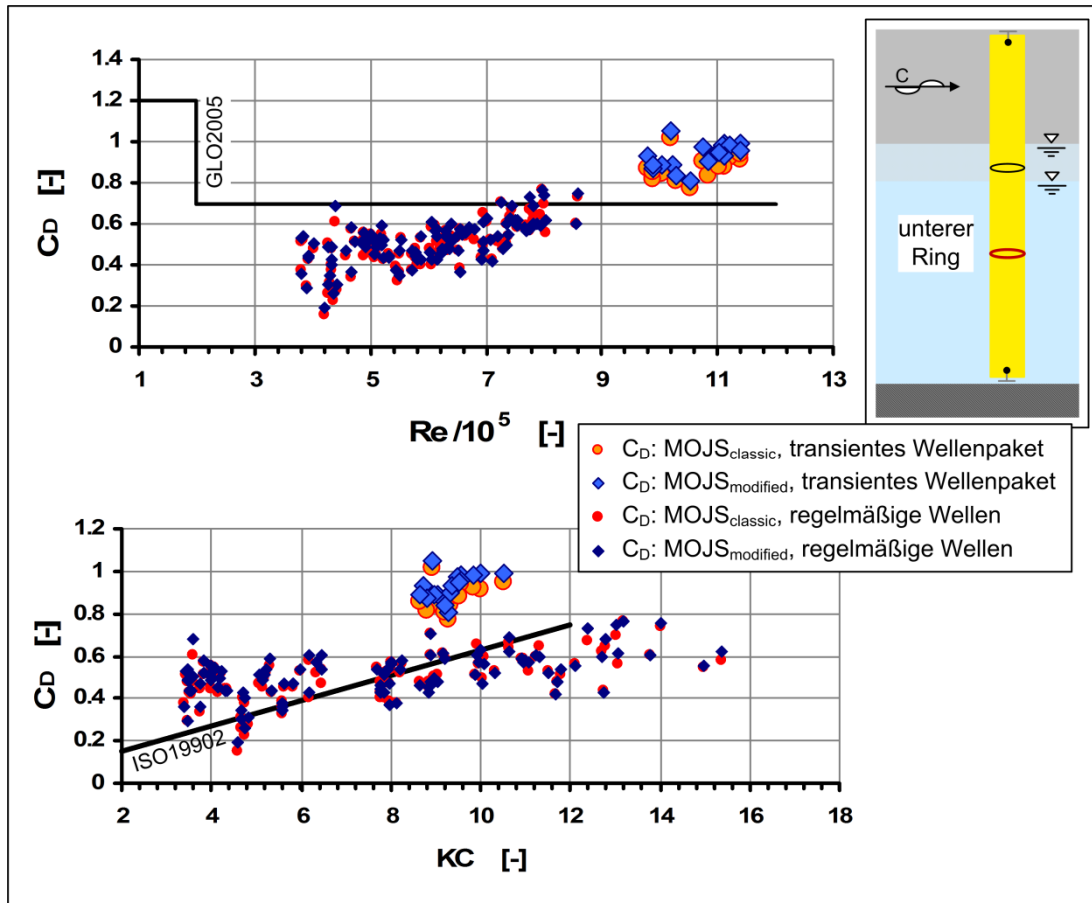 1.4
1.2
1
0.8
0.6
0.4
0.2
0
CD [-]
GLO2005
1 3 5 7 9 11 13
Re/10 5 [-]
C
unterer
Ring
CD: MOJSclassic, transientes Wellenpaket
CD: MOJSmodified, transientes Wellenpaket
CD: MOJSclassic, regelmäßige Wellen
CD: MOJSmodified, regelmäßige Wellen
1.4
1.2
1
0.8
0.6
0.4
0.2
0
CD [-]
ISO19902
2 4 6 8 10 12 14 16 18
KC [-]